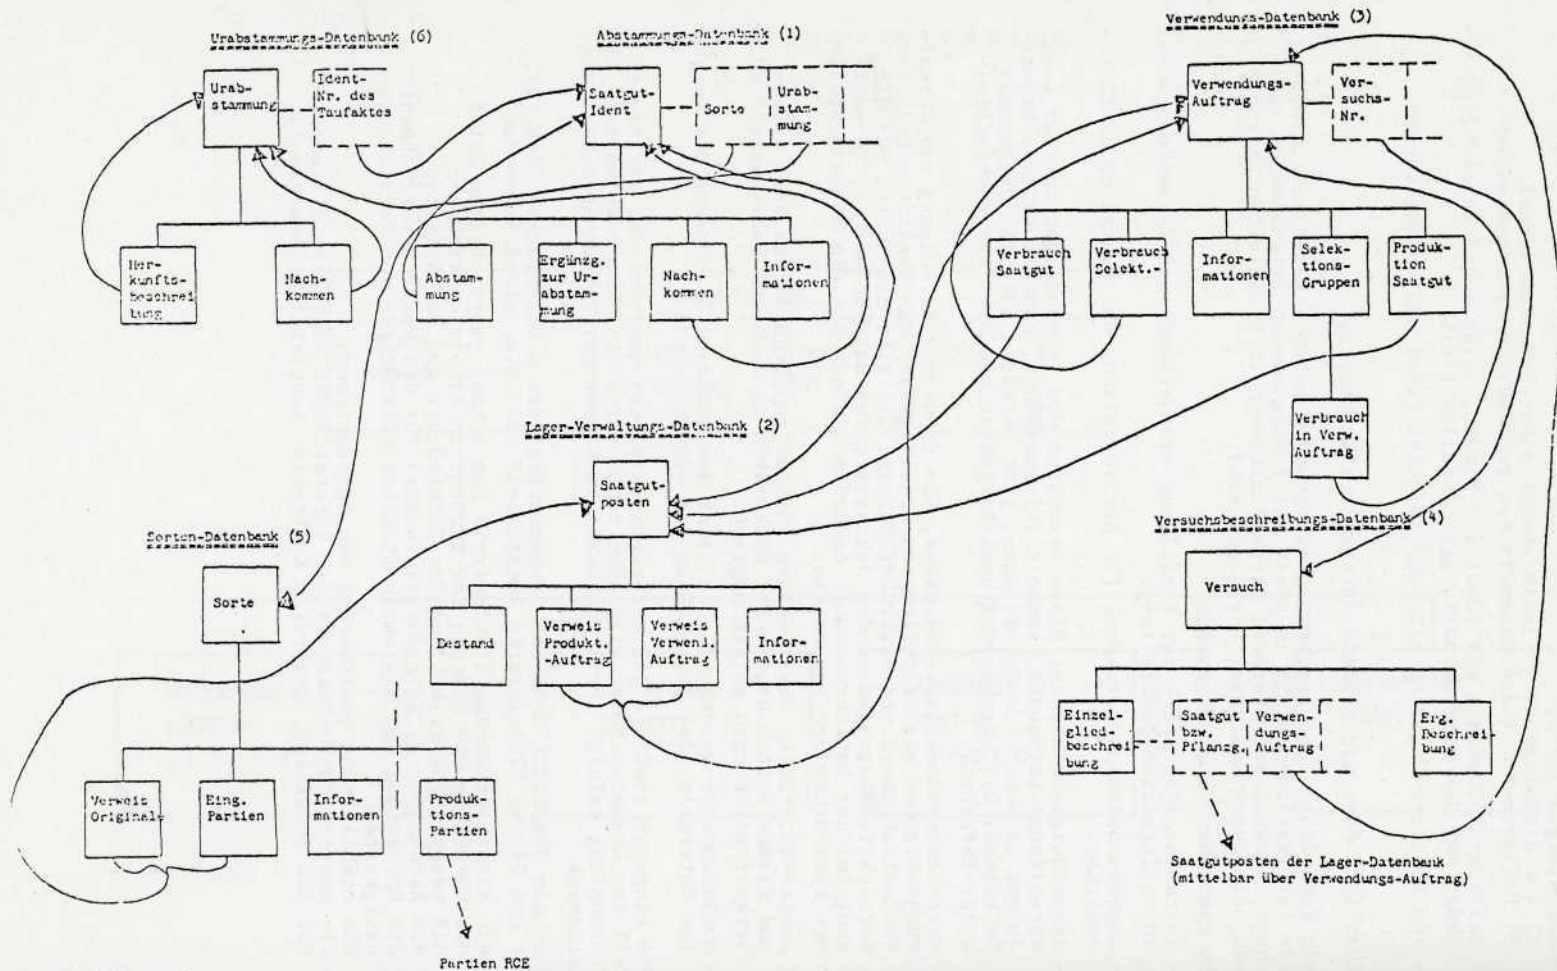 Urabstammungs-Datenbank (6)
Abstammungs-Datenbank (1)
Verwendungs-Datenbank (3)
Urab-
stammung
Ident-
Nr. des
Taufaktes
Saatgut-
Ident
Sorte
Urab-
stam-
mung
Verwendungs-
Auftrag
Ver-
suchs-
Nr.
Her-
kunfts-
beschrei
tung
Nach-
kommen
Abstam-
mung
Ergänzg.
zur Ur-
abstam-
mung
Nach-
kommen
Infor-
mationen
Verbrauch
Saatgut
Verbrauch
Selekt.-
Infor-
mationen
Selek-
tions-
Gruppen
Produk-
tion
Saatgut
Verbrauch
in Verw.
Auftrag
Lager-Verwaltungs-Datenbank (2)
Saatgut-
posten
Bestand
Verweis
Produkt.
-Auftrag
Verweis
Verwend.
Auftrag
Infor-
mationen
Sorten-Datenbank (5)
Sorte
Verweis
Original-
Eing.
Partien
Infor-
mationen
Produk-
tions-
Partien
Partien RCE
Versuchsbeschreibungs-Datenbank (4)
Versuch
Einzel-
glied-
beschrei-
bung
Saatgut
bzw.
Pflanzg.
Verwen-
dungs-
Auftrag
Erg.
Beschrei-
bung
Saatgutposten der Lager-Datenbank
(mittelbar über Verwendungs-Auftrag)